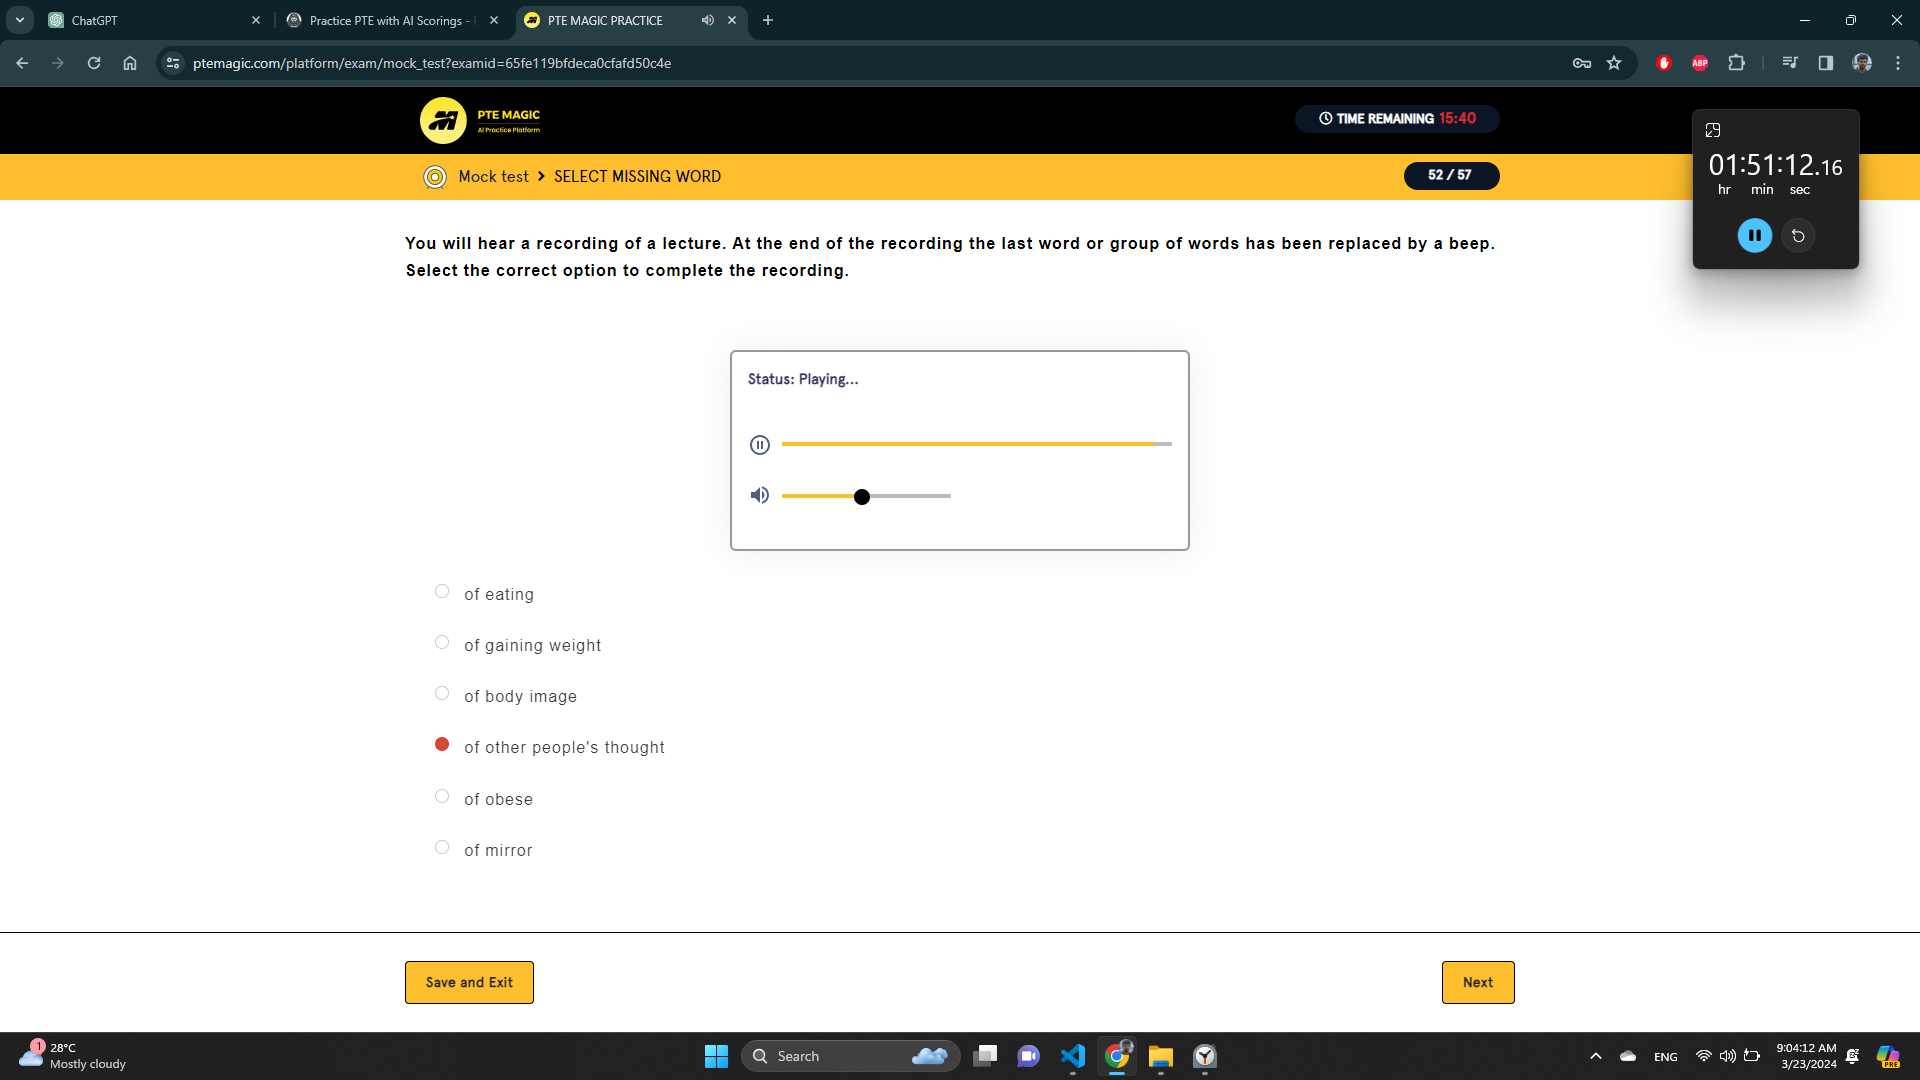 ChatGPT
Practice PTE with AI Scorings -
PTE MAGIC PRACTICE
ptemagic.com/platform/exam/mock_test?examid=65fe119bfdeca0cfafd50c4e
ABP
PTE MAGIC
AI Practice Platform
TIME REMAINING 15:40
Mock test > SELECT MISSING WORD
52 / 57
01:51:12.16
hr min sec
You will hear a recording of a lecture. At the end of the recording the last word or group of words has been replaced by a beep.
Select the correct option to complete the recording.
Status: Playing...
of eating
of gaining weight
of body image
of other people's thought
of obese
of mirror
Save and Exit
Next
1
28°C
Mostly cloudy
Search
ENG
9:04:12 AM
3/23/2024
PRE